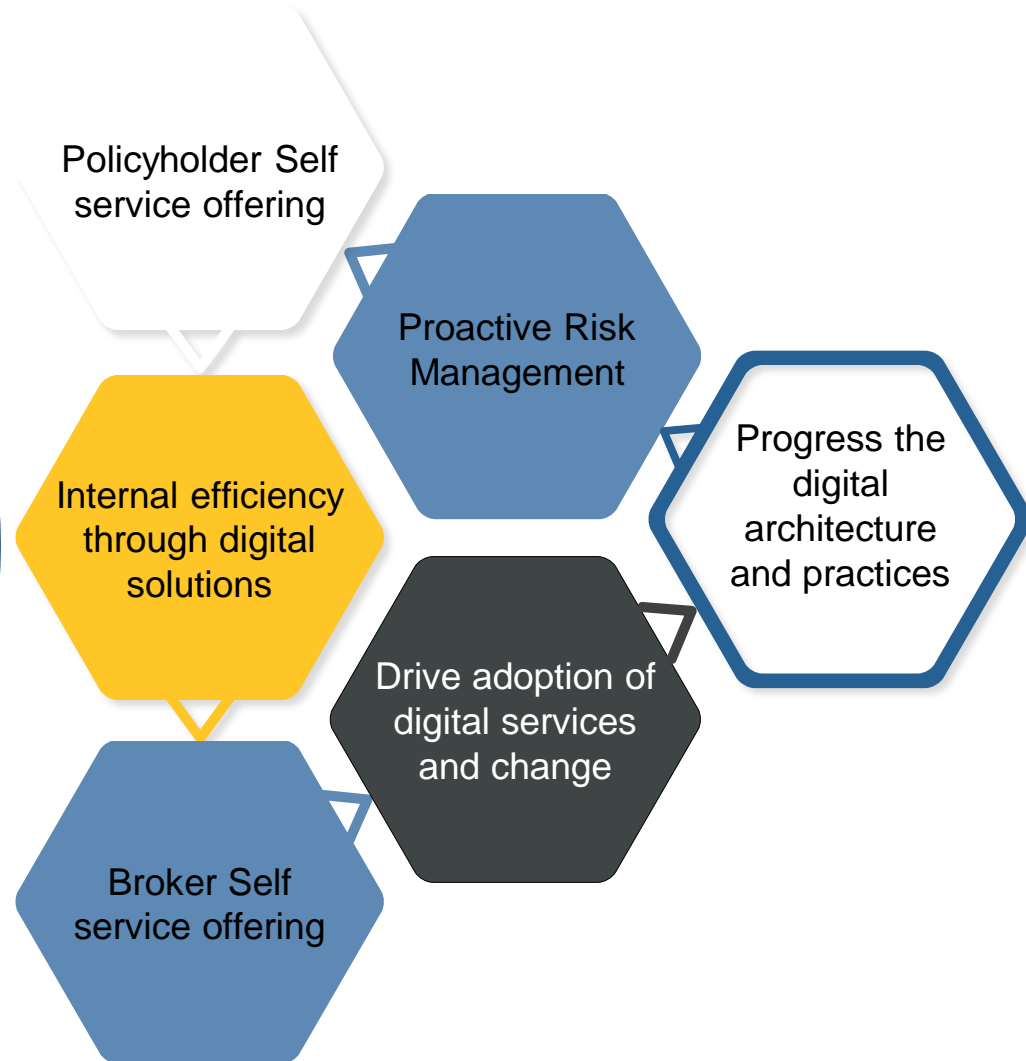 Policyholder Self
service offering
Proactive Risk
Management
Progress the
digital
architecture
and practices
Internal efficiency
through digital
solutions
Drive adoption of
digital services
and change
Broker Self
service offering